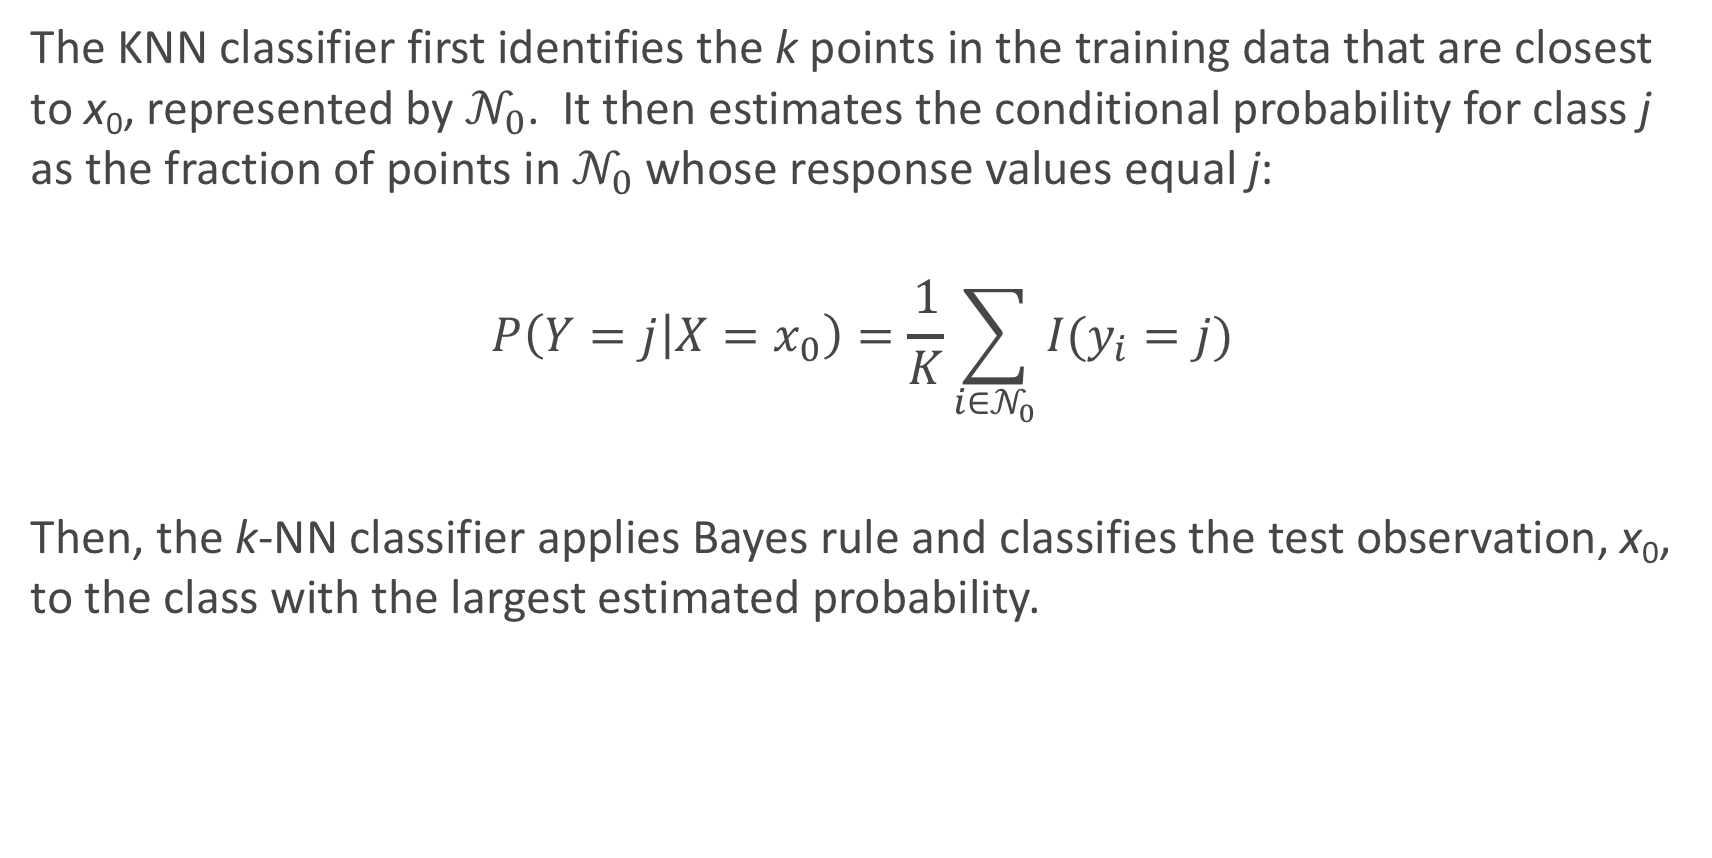 The KNN classifier first identifies the k points in the training data that are closest
to x₀, represented by 𝒩₀. It then estimates the conditional probability for class j
as the fraction of points in 𝒩₀ whose response values equal j:
P(Y = j|X = x₀) = 1/K ∑_{i∈𝒩₀} I(yᵢ = j)
Then, the k-NN classifier applies Bayes rule and classifies the test observation, x₀,
to the class with the largest estimated probability.